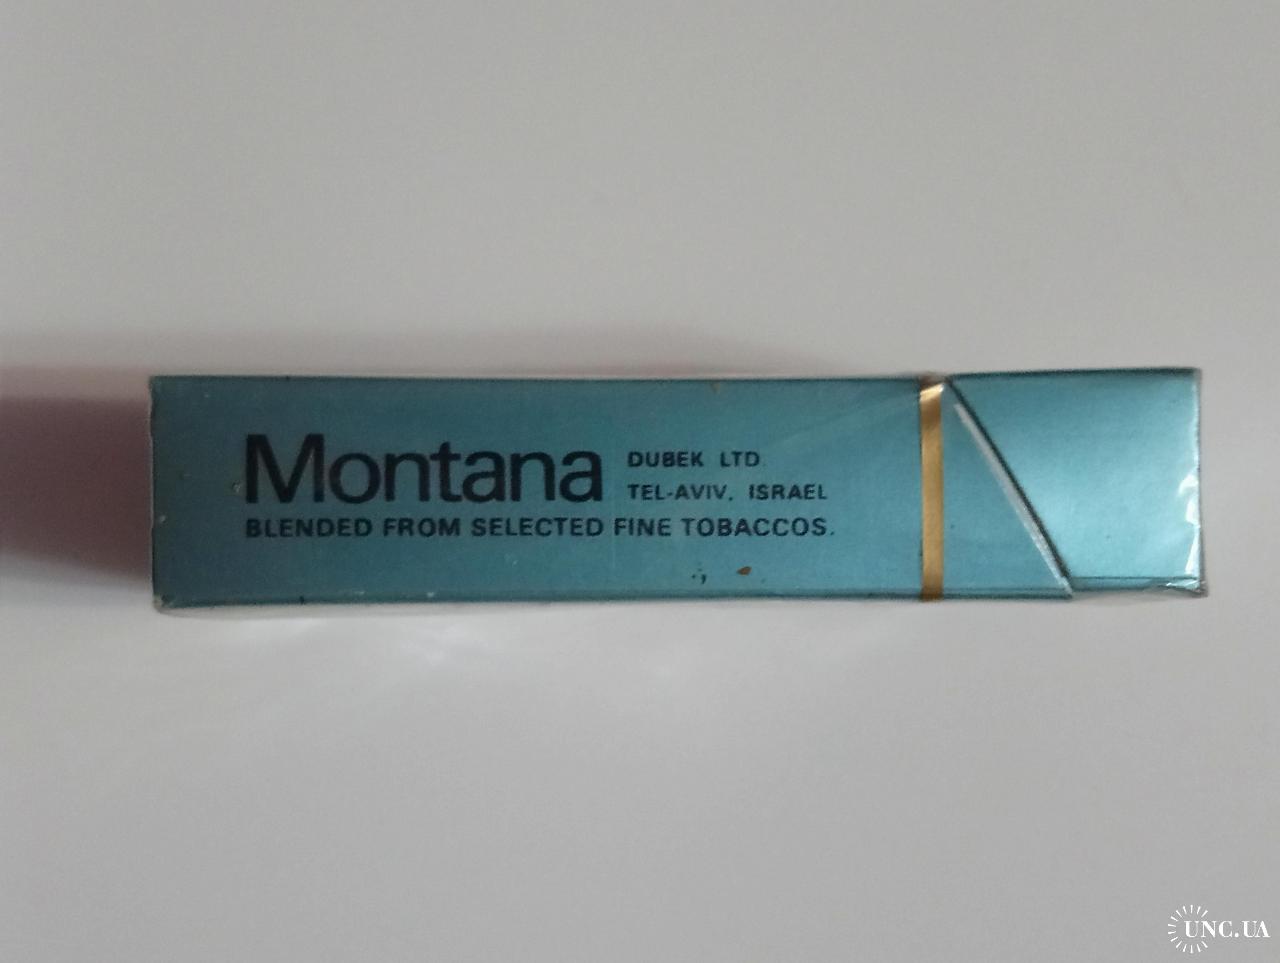 Montana DUBEK LTD.
TEL-AVIV, ISRAEL
BLENDED FROM SELECTED FINE TOBACCOS.
UNC.UA